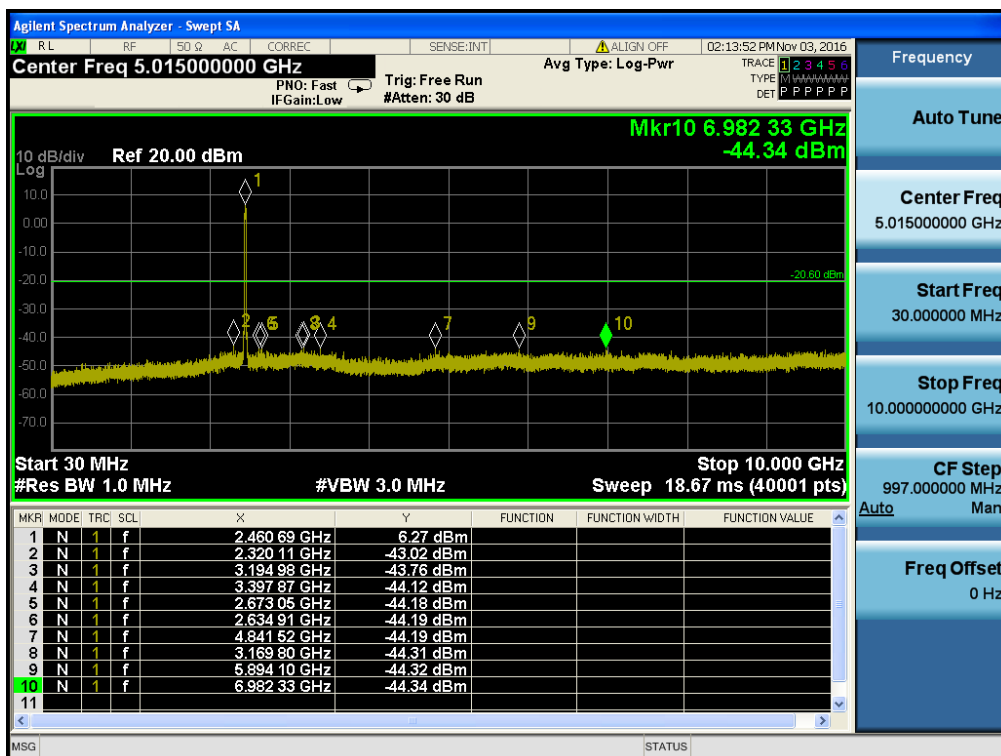 Agilent Spectrum Analyzer - Swept SA
LXI RL RF 50 Ω AC CORREC SENSE:INT ALIGN OFF 02:13:52 PM Nov 03, 2016
Center Freq 5.015000000 GHz
PNO: Fast
IFGain:Low
Trig: Free Run
#Atten: 30 dB
Avg Type: Log-Pwr
TRACE 1 2 3 4 5 6
TYPE M W W W W W
DET P P P P P P
Mkr10 6.982 33 GHz
-44.34 dBm
10 dB/div Ref 20.00 dBm
Log
10.0
0.00
-10.0
-20.0
-30.0
-40.0
-50.0
-60.0
-70.0
-20.60 dBm
1
2 6 5 8 3 4 7 9 10
Start 30 MHz Stop 10.000 GHz
#Res BW 1.0 MHz #VBW 3.0 MHz Sweep 18.67 ms (40001 pts)
MKR MODE TRC SCL X Y FUNCTION FUNCTION WIDTH FUNCTION VALUE
1 N 1 f 2.460 69 GHz 6.27 dBm
2 N 1 f 2.320 11 GHz -43.02 dBm
3 N 1 f 3.194 98 GHz -43.76 dBm
4 N 1 f 3.397 87 GHz -44.12 dBm
5 N 1 f 2.673 05 GHz -44.18 dBm
6 N 1 f 2.634 91 GHz -44.19 dBm
7 N 1 f 4.841 52 GHz -44.19 dBm
8 N 1 f 3.169 80 GHz -44.31 dBm
9 N 1 f 5.894 10 GHz -44.32 dBm
10 N 1 f 6.982 33 GHz -44.34 dBm
11
MSG STATUS
Frequency
Auto Tune
Center Freq
5.015000000 GHz
Start Freq
30.000000 MHz
Stop Freq
10.000000000 GHz
CF Step
997.000000 MHz
Auto Man
Freq Offset
0 Hz